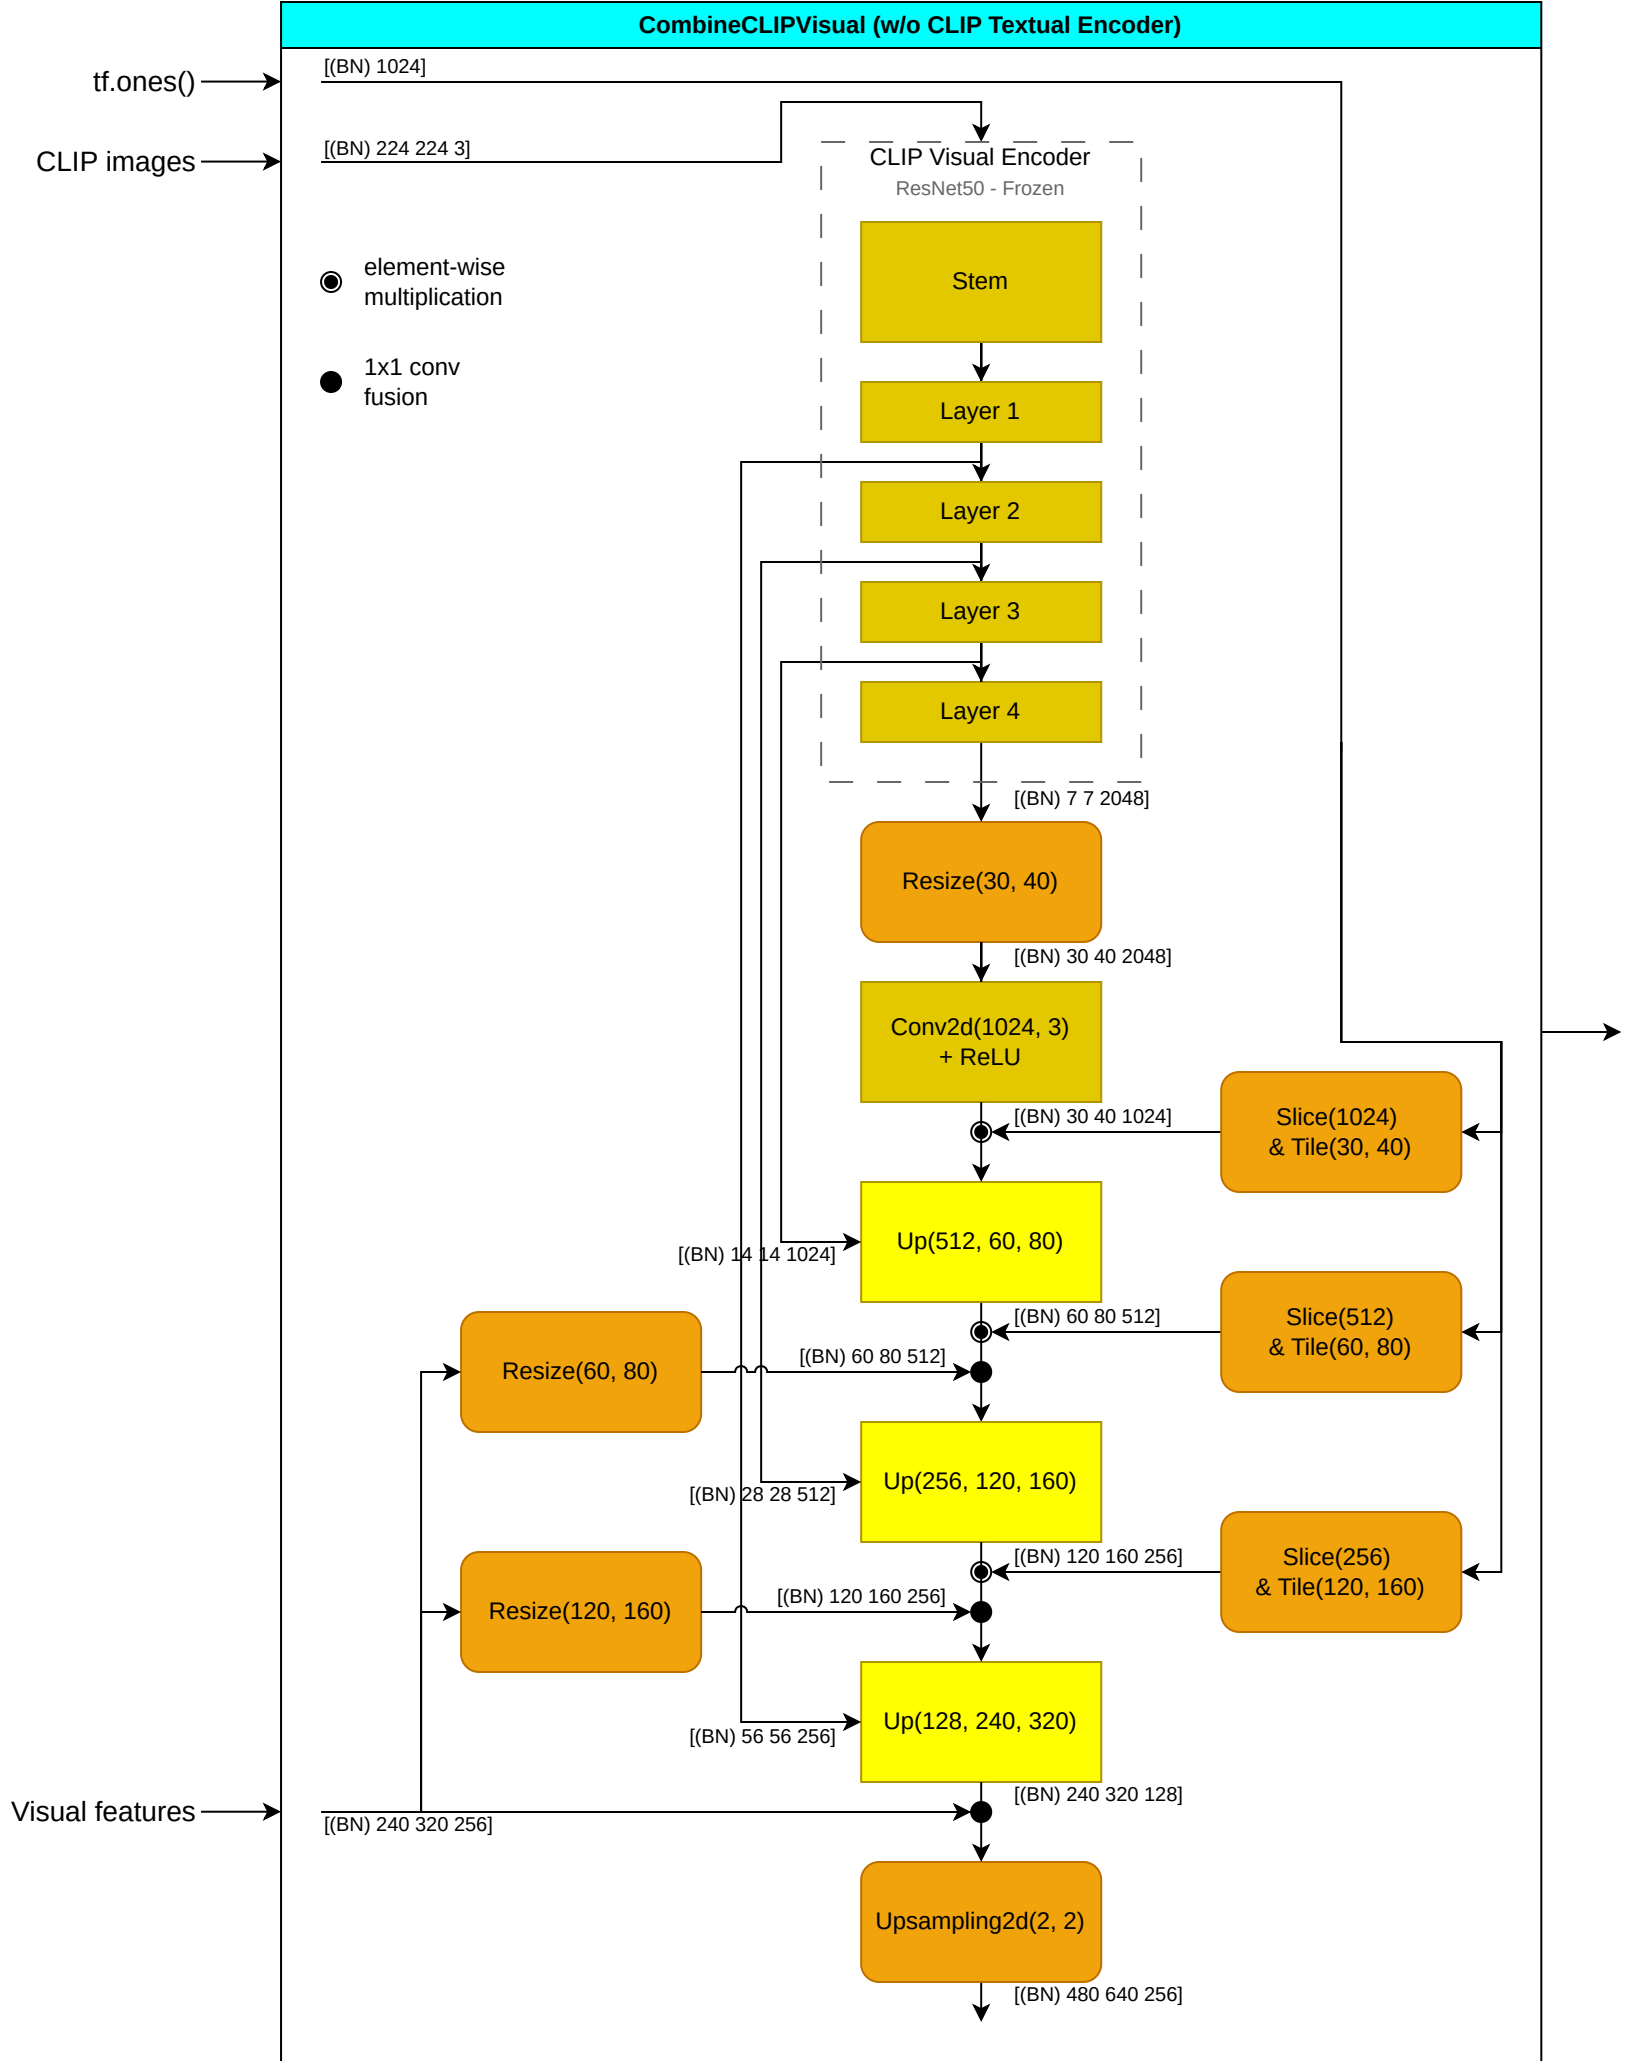 CombineCLIPVisual (w/o CLIP Textual Encoder)
tf.ones()
[(BN) 1024]
CLIP images
[(BN) 224 224 3]
CLIP Visual Encoder
ResNet50 - Frozen
element-wise
multiplication
1x1 conv
fusion
Stem
Layer 1
Layer 2
Layer 3
Layer 4
[(BN) 7 7 2048]
Resize(30, 40)
[(BN) 30 40 2048]
Conv2d(1024, 3)
+ ReLU
[(BN) 30 40 1024]
Slice(1024)
& Tile(30, 40)
Up(512, 60, 80)
[(BN) 14 14 1024]
[(BN) 60 80 512]
Slice(512)
& Tile(60, 80)
Resize(60, 80)
[(BN) 60 80 512]
Up(256, 120, 160)
[(BN) 28 28 512]
[(BN) 120 160 256]
Slice(256)
& Tile(120, 160)
Resize(120, 160)
[(BN) 120 160 256]
Up(128, 240, 320)
[(BN) 56 56 256]
[(BN) 240 320 128]
Visual features
[(BN) 240 320 256]
Upsampling2d(2, 2)
[(BN) 480 640 256]